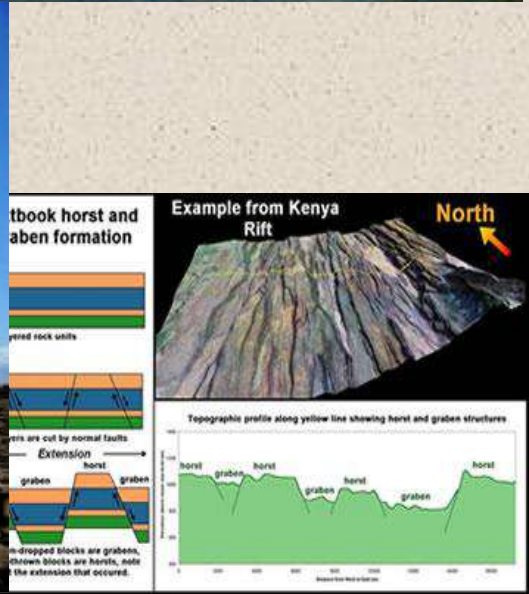 tbook horst and
aben formation
yered rock units
yers are cut by normal faults
Extension
horst
graben
graben
n-dropped blocks are grabens,
thrown blocks are horsts, note
t the extension that occured.
Example from Kenya
Rift
North
Topographic profile along yellow line showing horst and graben structures
horst
graben
horst
graben
horst
graben
horst